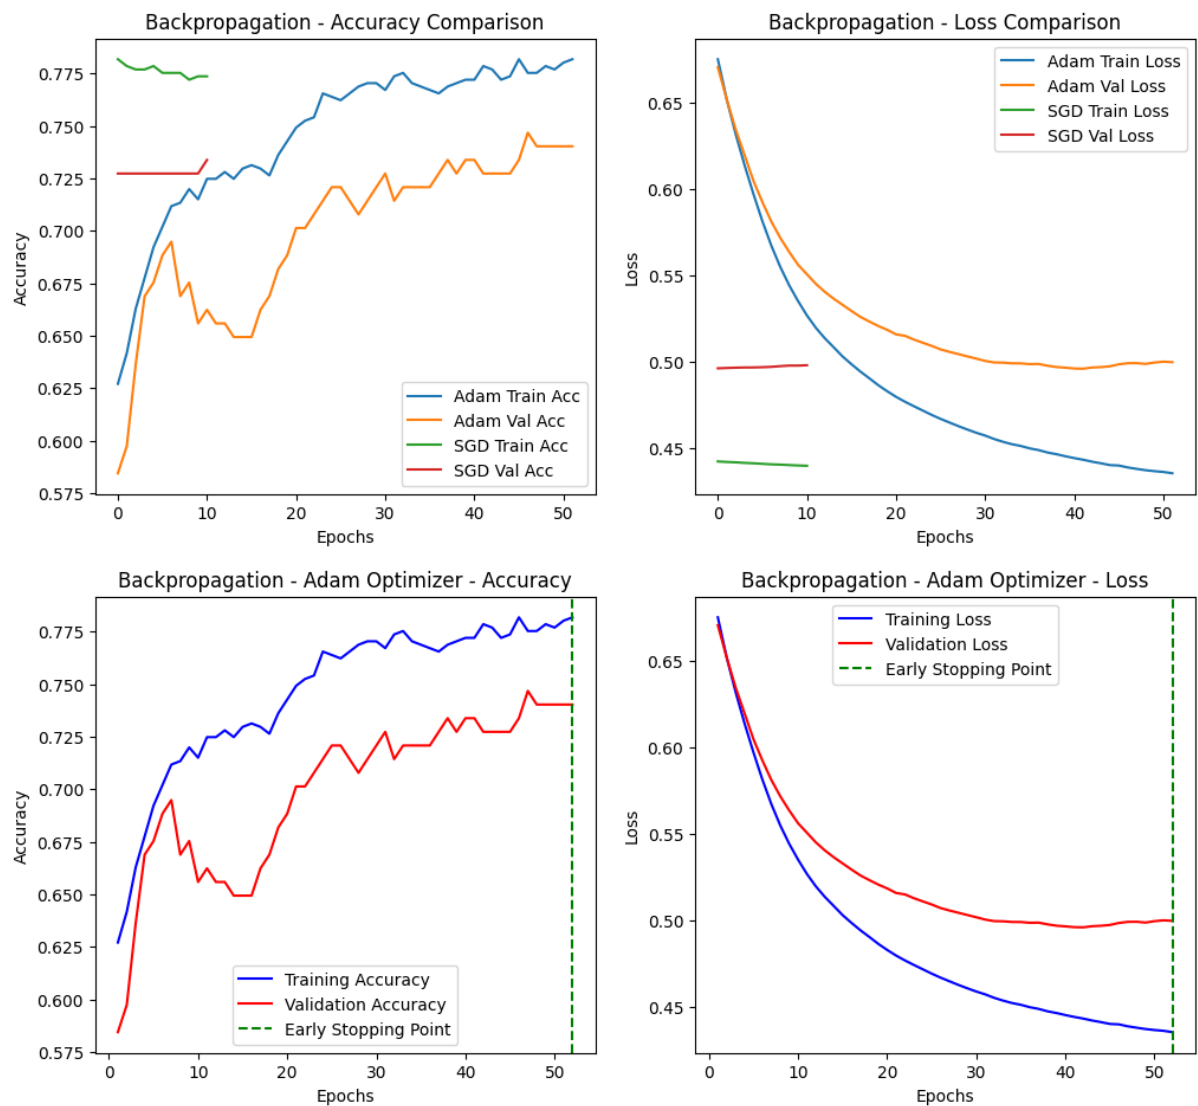 Backpropagation - Accuracy Comparison
0.775
0.750
0.725
0.700
0.675
0.650
0.625
0.600
0.575
Accuracy
Adam Train Acc
Adam Val Acc
SGD Train Acc
SGD Val Acc
0 10 20 30 40 50
Epochs
Backpropagation - Loss Comparison
0.65
0.60
0.55
0.50
0.45
Loss
Adam Train Loss
Adam Val Loss
SGD Train Loss
SGD Val Loss
0 10 20 30 40 50
Epochs
Backpropagation - Adam Optimizer - Accuracy
0.775
0.750
0.725
0.700
0.675
0.650
0.625
0.600
0.575
Accuracy
Training Accuracy
Validation Accuracy
Early Stopping Point
0 10 20 30 40 50
Epochs
Backpropagation - Adam Optimizer - Loss
0.65
0.60
0.55
0.50
0.45
Loss
Training Loss
Validation Loss
Early Stopping Point
0 10 20 30 40 50
Epochs